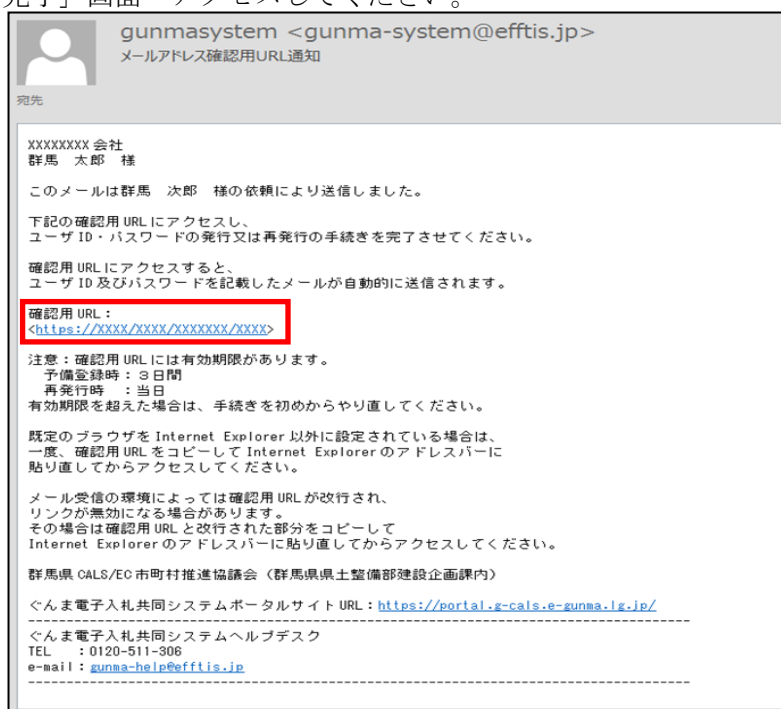 完了」画面へアクセスしてください。
gunmasystem <gunma-system@efftis.jp>
メールアドレス確認用URL通知
宛先
XXXXXXXX 会社
群馬 太郎 様
このメールは群馬 次郎 様の依頼により送信しました。
下記の確認用 URL にアクセスし、
ユーザ ID・パスワードの発行又は再発行の手続きを完了させてください。
確認用 URL にアクセスすると、
ユーザ ID 及びパスワードを記載したメールが自動的に送信されます。
確認用 URL：
<https://XXXX/XXXX/XXXXXXX/XXXX>
注意：確認用 URL には有効期限があります。
予備登録時：３日間
再発行時 ：当日
有効期限を超えた場合は、手続きを初めからやり直してください。
既定のブラウザを Internet Explorer 以外に設定されている場合は、
一度、確認用 URL をコピーして Internet Explorer のアドレスバーに
貼り直してからアクセスしてください。
メール受信の環境によっては確認用 URL が改行され、
リンクが無効になる場合があります。
その場合は確認用 URL と改行された部分をコピーして
Internet Explorer のアドレスバーに貼り直してからアクセスしてください。
群馬県 CALS/EC 市町村推進協議会（群馬県県土整備部建設企画課内）
ぐんま電子入札共同システムポータルサイト URL：https://portal.g-cals.e-gunma.lg.jp/
------------------------------------------------------------------------
ぐんま電子入札共同システムヘルプデスク
TEL ：0120-511-306
e-mail：gunma-help@efftis.jp
------------------------------------------------------------------------